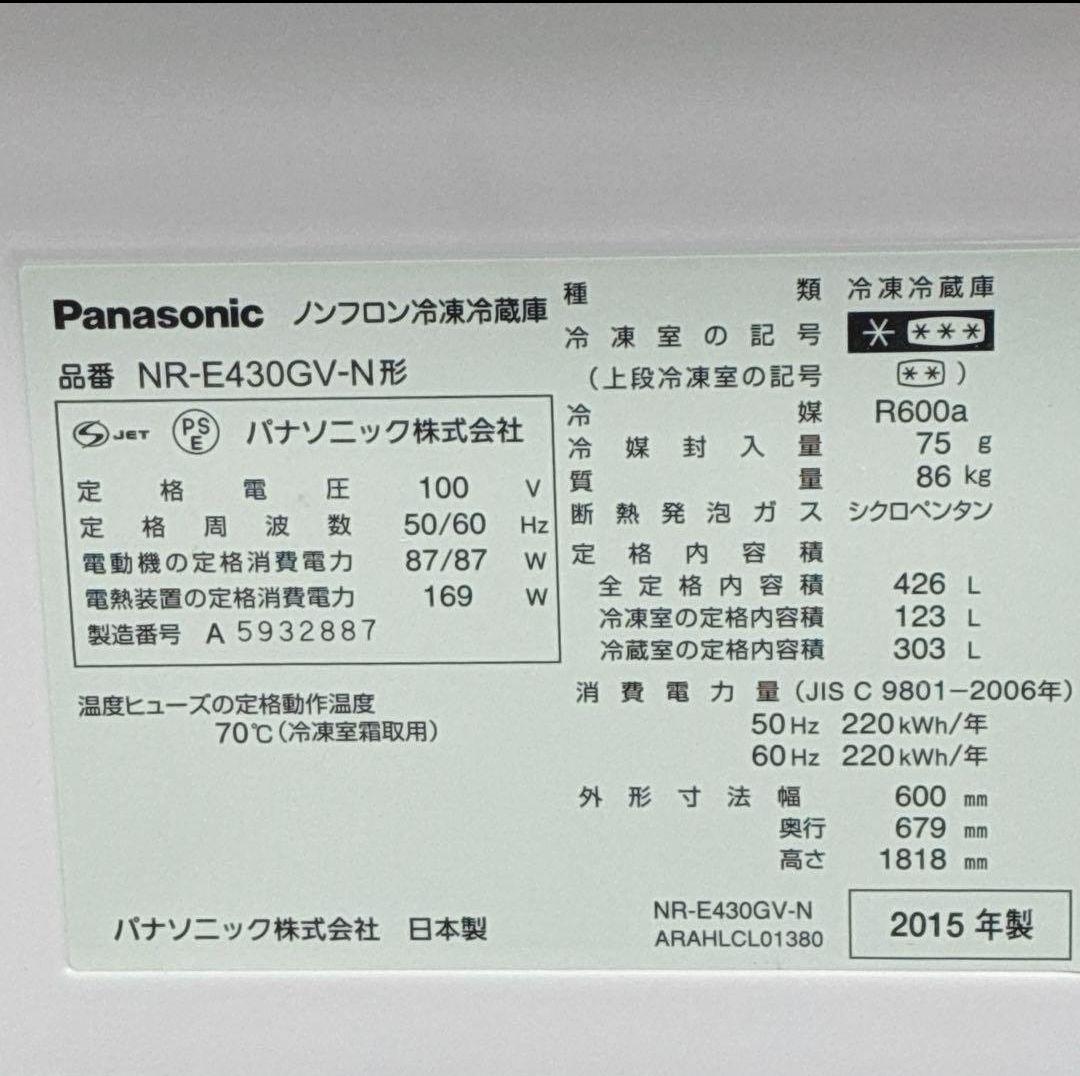 Panasonic ノンフロン冷凍冷蔵庫
品番 NR-E430GV-N形
JET PSE パナソニック株式会社
定格電圧 100 V
定格周波数 50/60 Hz
電動機の定格消費電力 87/87 W
電熱装置の定格消費電力 169 W
製造番号 A 5932887
温度ヒューズの定格動作温度
70℃(冷凍室霜取用)
パナソニック株式会社 日本製
種類 冷凍冷蔵庫
冷凍室の記号 * ***
(上段冷凍室の記号 ** )
冷媒 R600a
冷媒封入量 75 g
質量 86 kg
断熱発泡ガス シクロペンタン
定格内容積
全定格内容積 426 L
冷凍室の定格内容積 123 L
冷蔵室の定格内容積 303 L
消費電力量(JIS C 9801-2006年)
50Hz 220kWh/年
60Hz 220kWh/年
外形寸法幅 600 mm
奥行 679 mm
高さ 1818 mm
NR-E430GV-N
ARAHLCL01380
2015年製